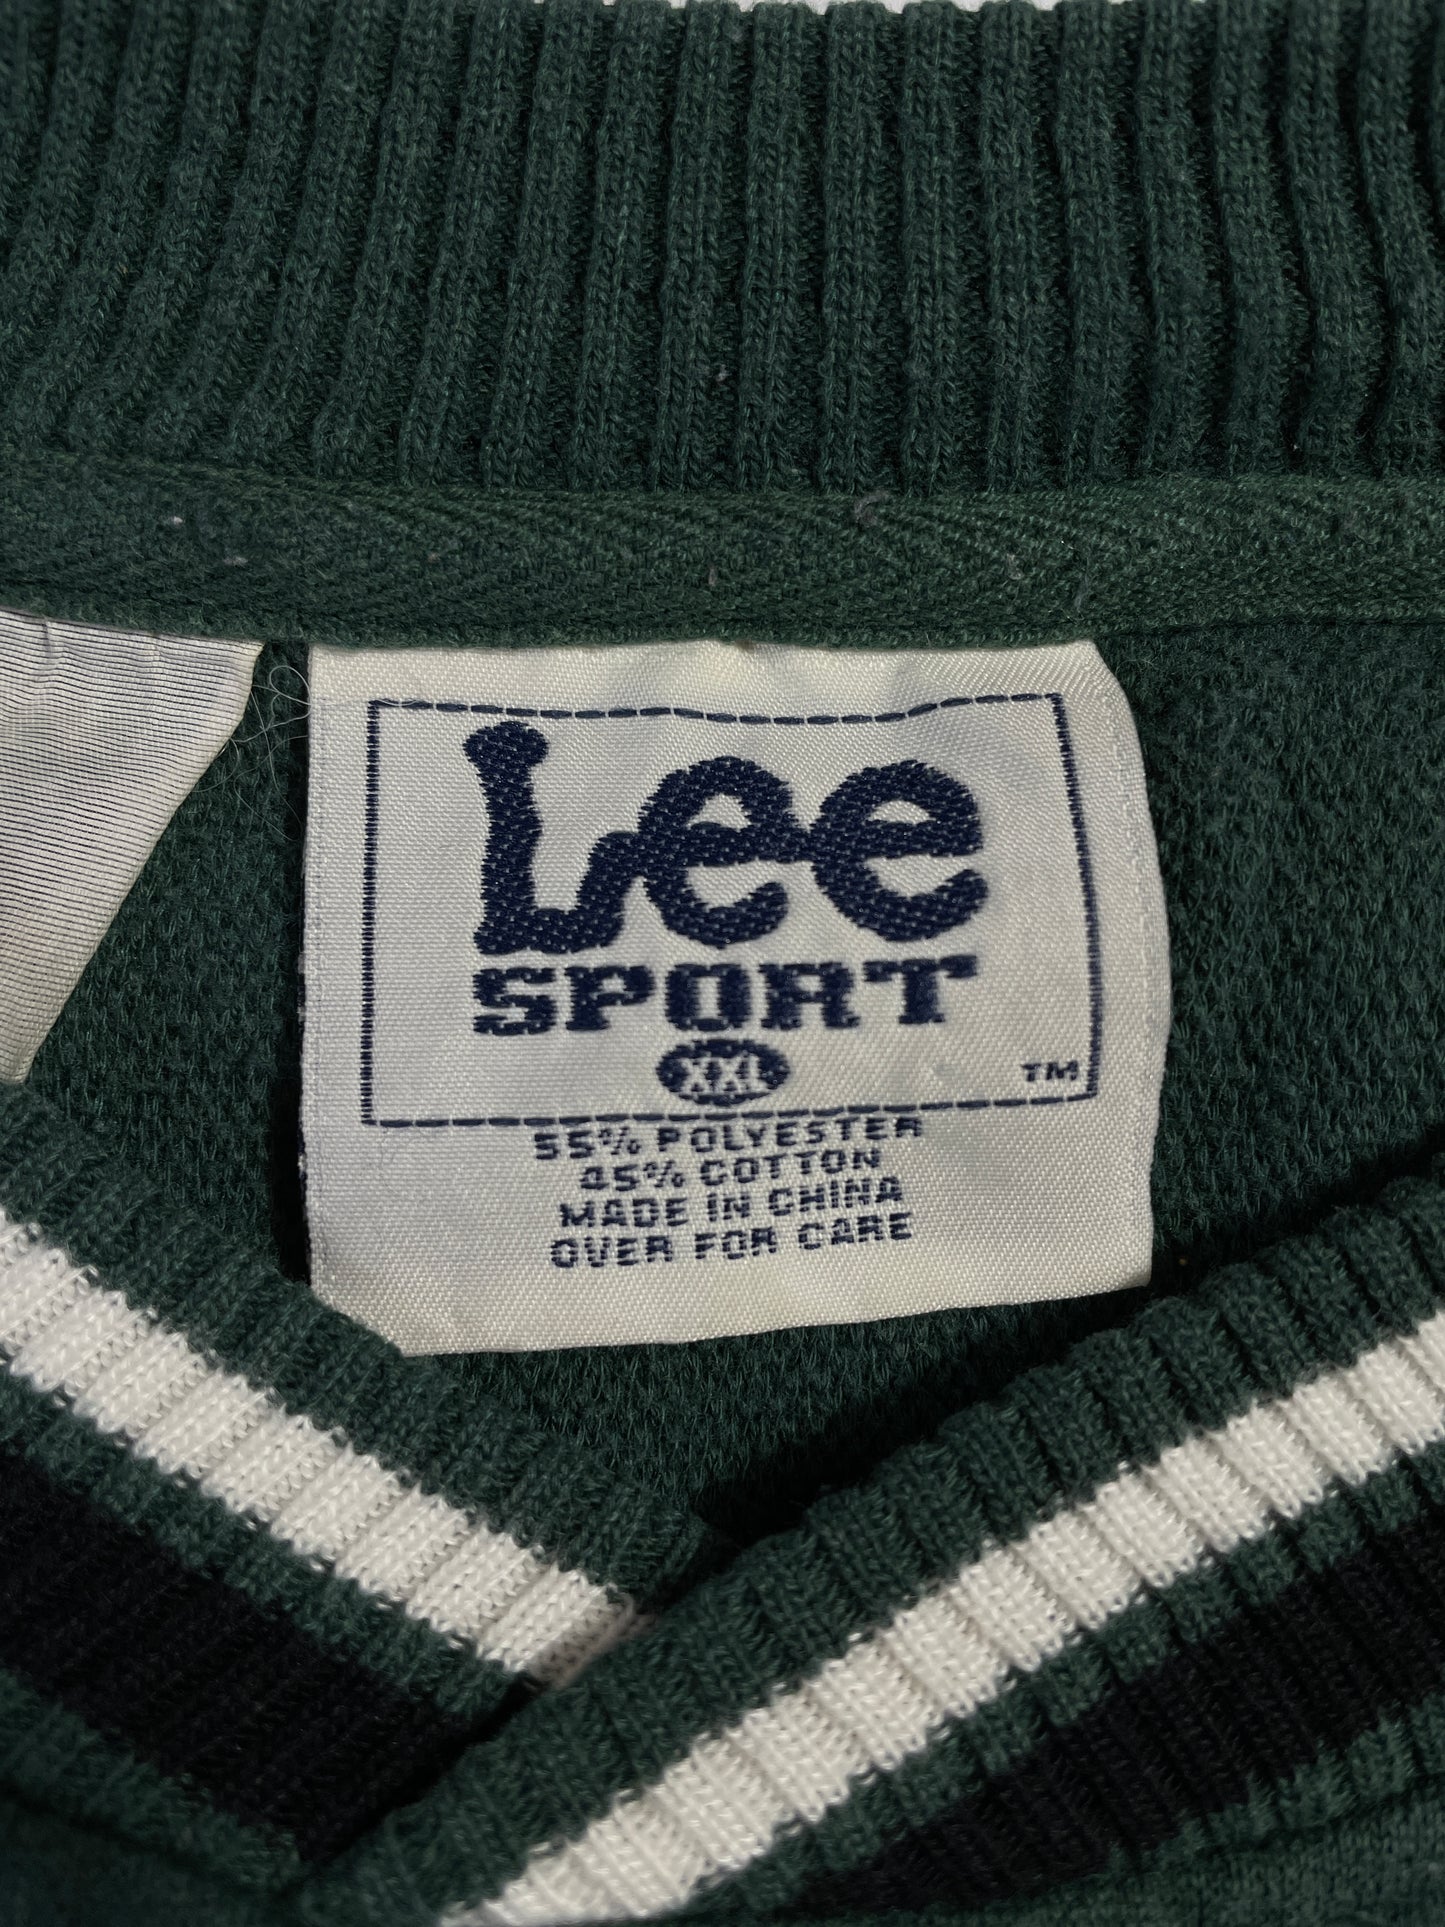 Lee
SPORT
XXL
TM
55% POLYESTER
45% COTTON
MADE IN CHINA
OVER FOR CARE